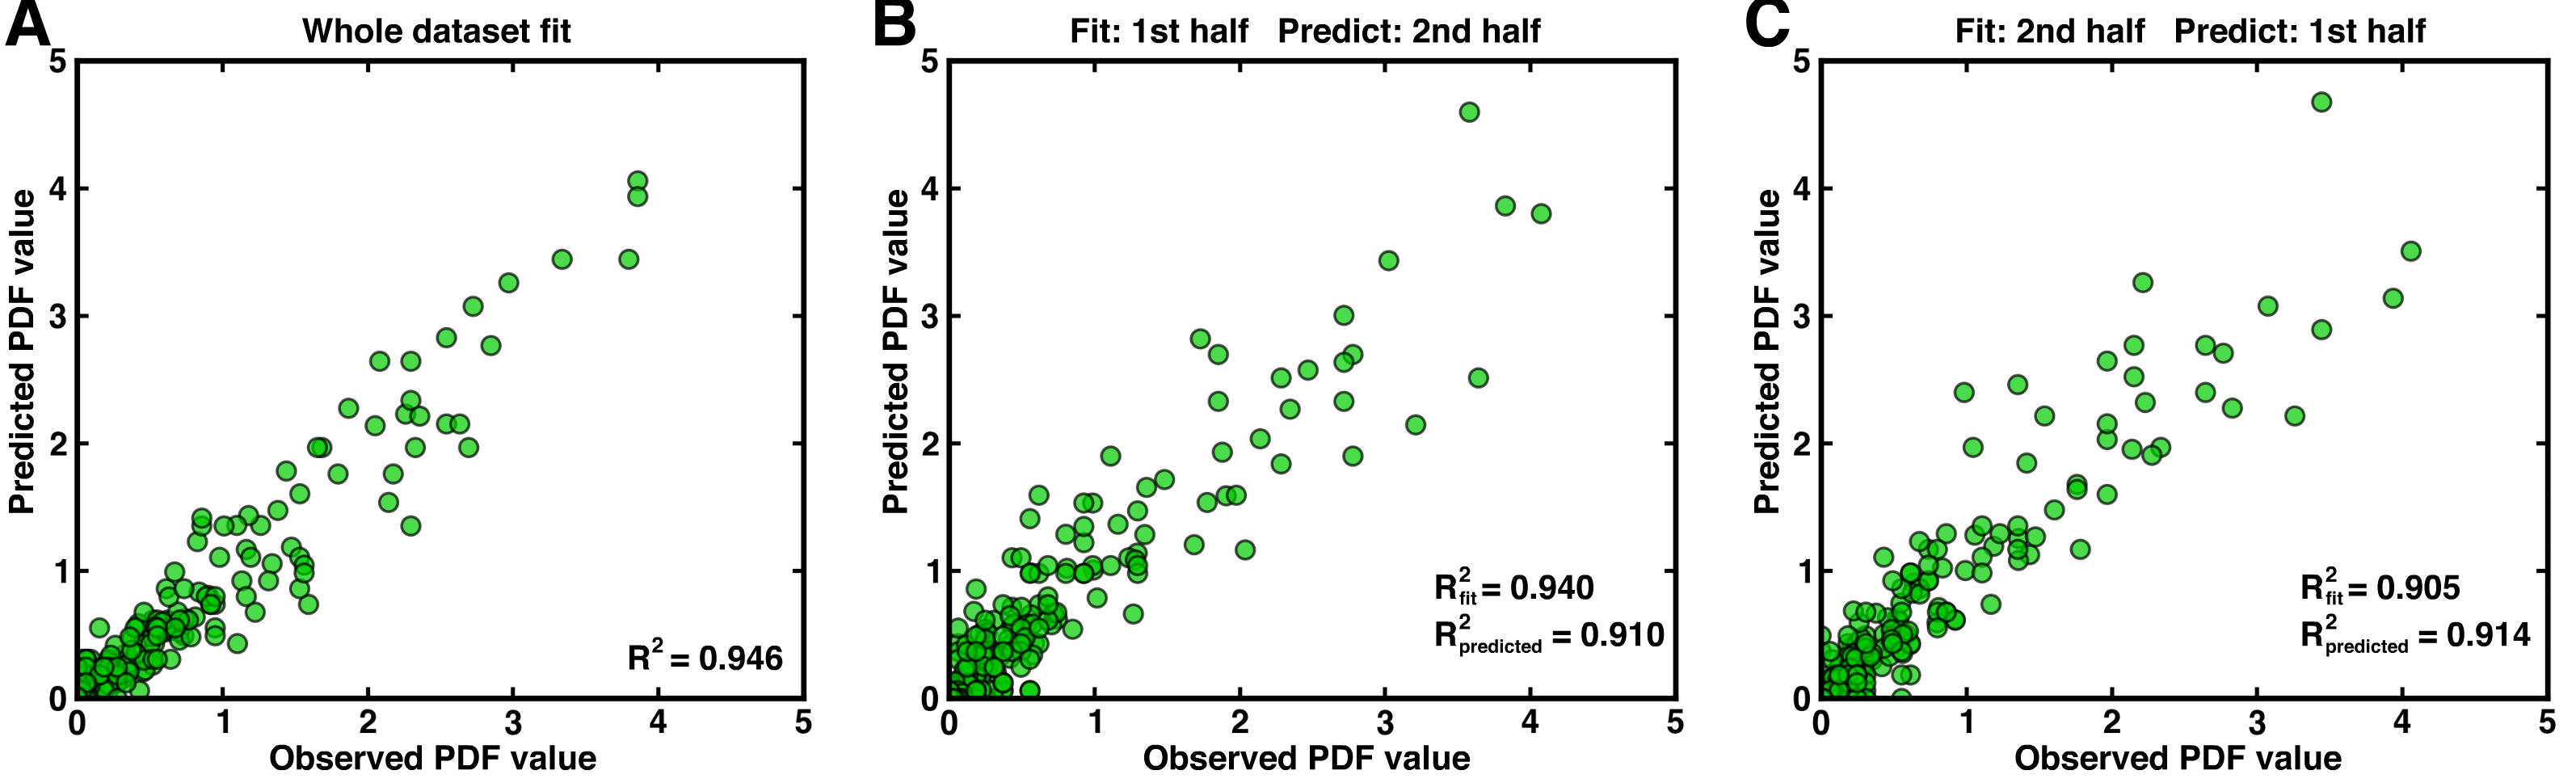 A
Whole dataset fit
5
4
3
2
1
0
0 1 2 3 4 5
Predicted PDF value
Observed PDF value
R² = 0.946
B
Fit: 1st half Predict: 2nd half
5
4
3
2
1
0
0 1 2 3 4 5
Predicted PDF value
Observed PDF value
R²fit = 0.940
R²predicted = 0.910
C
Fit: 2nd half Predict: 1st half
5
4
3
2
1
0
0 1 2 3 4 5
Predicted PDF value
Observed PDF value
R²fit = 0.905
R²predicted = 0.914